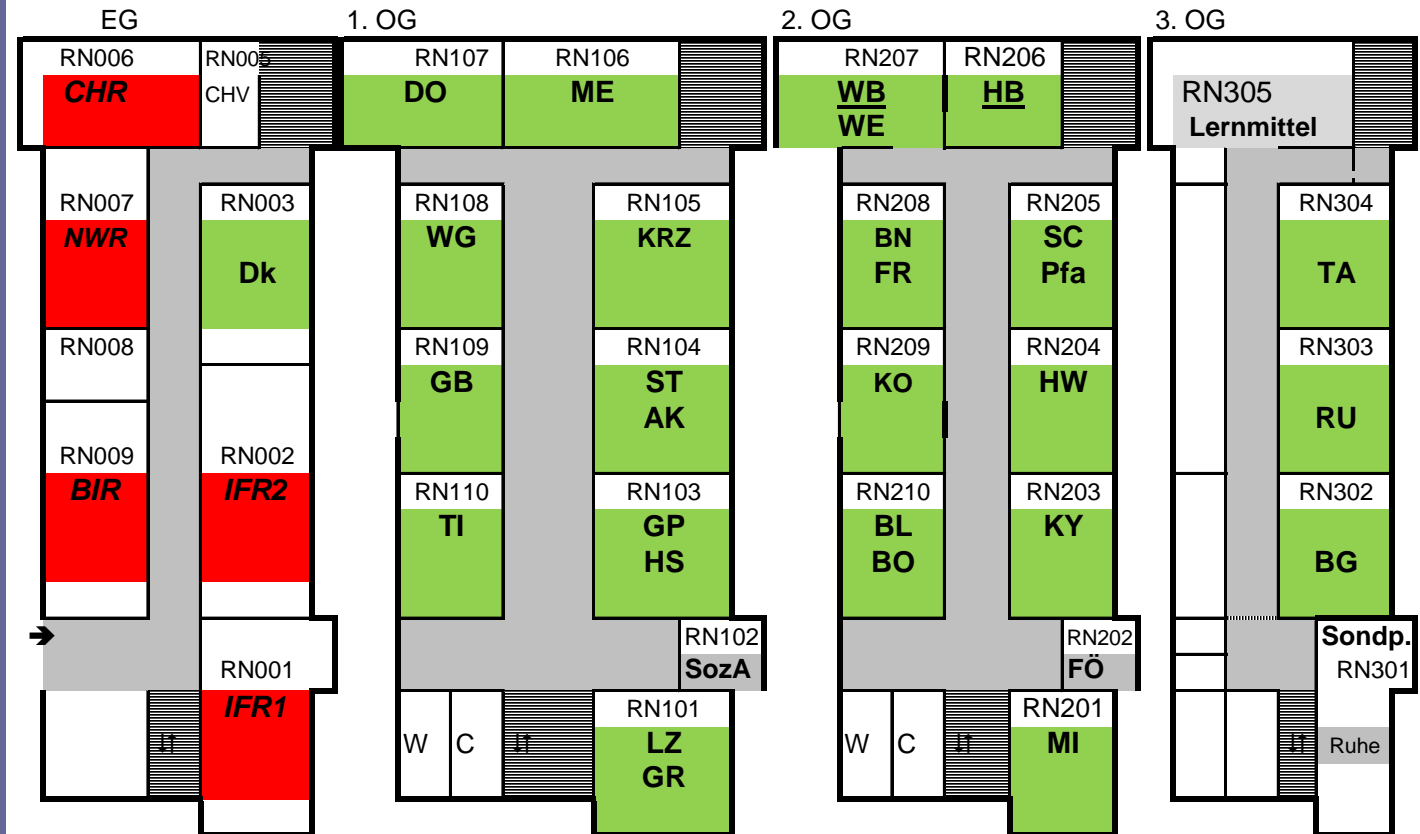 EG
RN006
RN005
CHR
CHV
RN007
RN003
NWR
Dk
RN008
RN009
RN002
BIR
IFR2
➔
RN001
IFR1
↓↑
1. OG
RN107
RN106
DO
ME
RN108
RN105
WG
KRZ
RN109
RN104
GB
ST
AK
RN110
RN103
TI
GP
HS
RN102
SozA
RN101
W C ↓↑ LZ
GR
2. OG
RN207
RN206
WB
HB
WE
RN208
RN205
BN
SC
FR
Pfa
RN209
RN204
KO
HW
RN210
RN203
BL
KY
BO
RN202
FÖ
RN201
W C ↓↑ MI
3. OG
RN305
Lernmittel
RN304
TA
RN303
RU
RN302
BG
Sondp.
RN301
↓↑ Ruhe